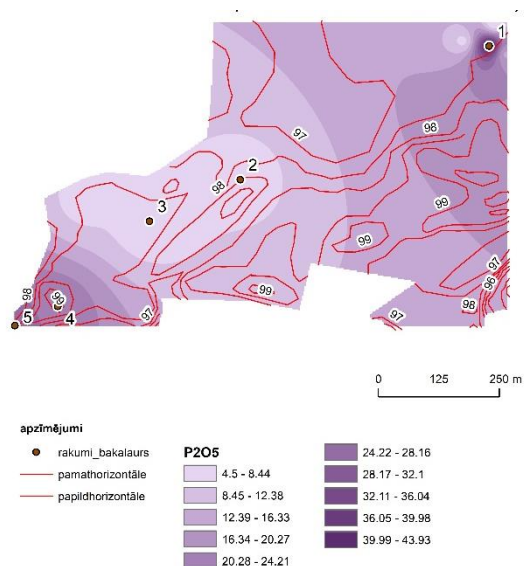 1
97
98
2
98
99
3
99
98
99
99
97
96
98
97
97
5
4
0
125
250 m
apzīmējumi
rakumi_bakalaurs
pamathorizontāle
papildhorizontāle
P2O5
4.5 - 8.44
8.45 - 12.38
12.39 - 16.33
16.34 - 20.27
20.28 - 24.21
24.22 - 28.16
28.17 - 32.1
32.11 - 36.04
36.05 - 39.98
39.99 - 43.93